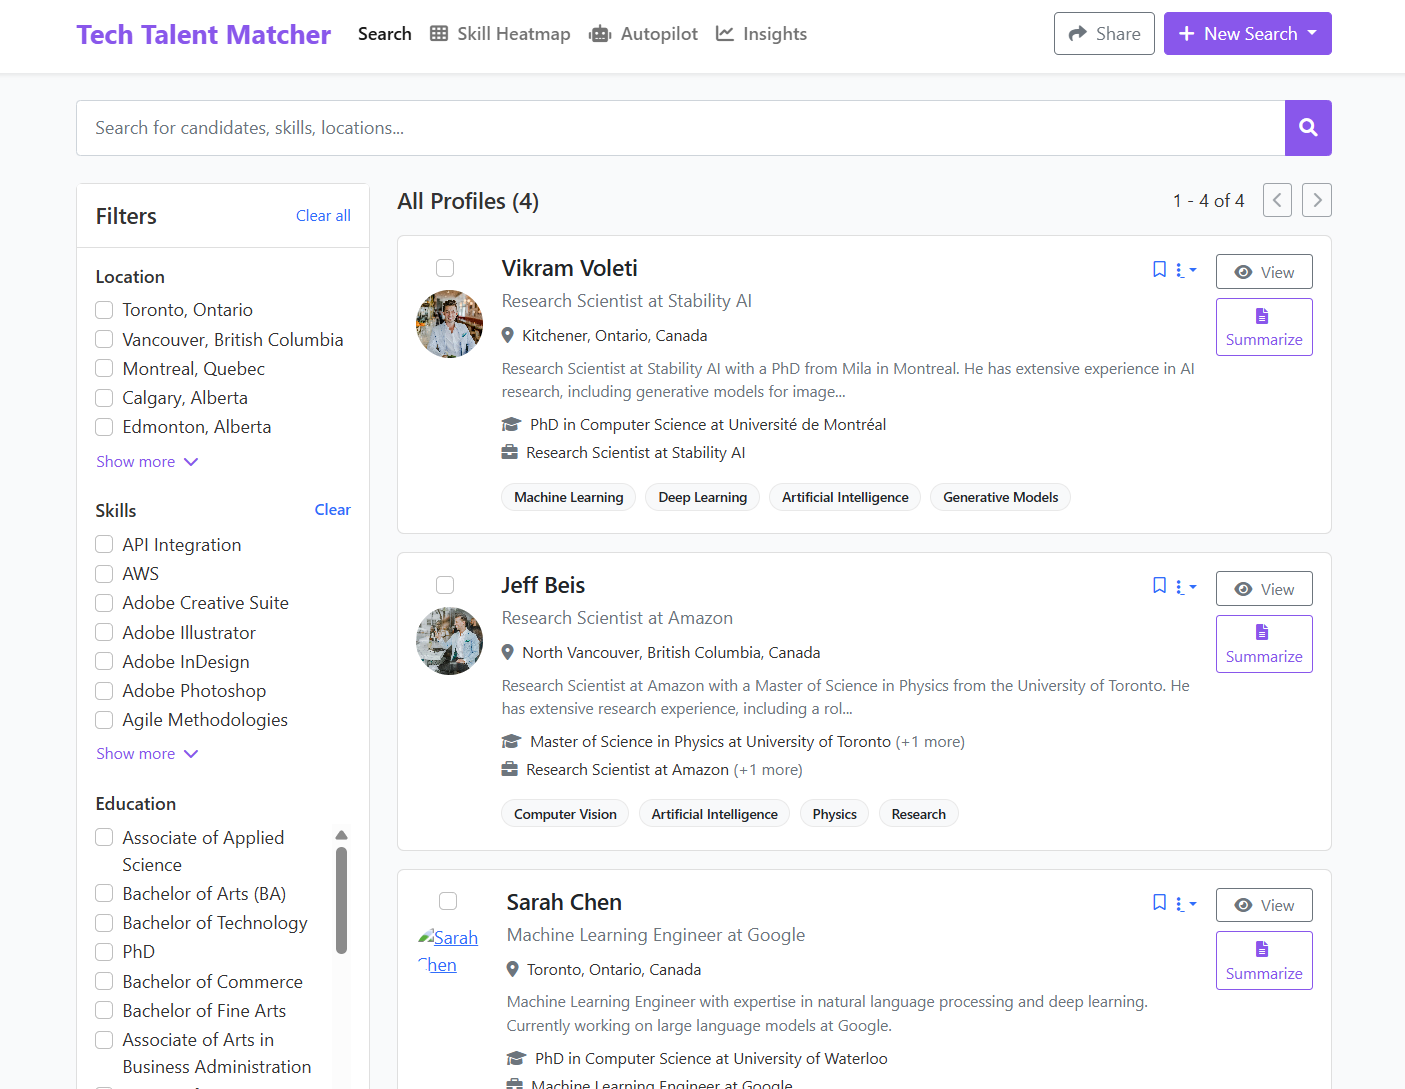 Tech Talent Matcher
Search
Skill Heatmap
Autopilot
Insights
Share
New Search
Search for candidates, skills, locations...
Filters
Clear all
Location
Toronto, Ontario
Vancouver, British Columbia
Montreal, Quebec
Calgary, Alberta
Edmonton, Alberta
Show more
Skills
Clear
API Integration
AWS
Adobe Creative Suite
Adobe Illustrator
Adobe InDesign
Adobe Photoshop
Agile Methodologies
Show more
Education
Associate of Applied
Science
Bachelor of Arts (BA)
Bachelor of Technology
PhD
Bachelor of Commerce
Bachelor of Fine Arts
Associate of Arts in
Business Administration
All Profiles (4)
1 - 4 of 4
Vikram Voleti
Research Scientist at Stability AI
Kitchener, Ontario, Canada
Research Scientist at Stability AI with a PhD from Mila in Montreal. He has extensive experience in AI
research, including generative models for image...
PhD in Computer Science at Université de Montréal
Research Scientist at Stability AI
Machine Learning
Deep Learning
Artificial Intelligence
Generative Models
View
Summarize
Jeff Beis
Research Scientist at Amazon
North Vancouver, British Columbia, Canada
Research Scientist at Amazon with a Master of Science in Physics from the University of Toronto. He
has extensive research experience, including a rol...
Master of Science in Physics at University of Toronto (+1 more)
Research Scientist at Amazon (+1 more)
Computer Vision
Artificial Intelligence
Physics
Research
View
Summarize
Sarah
Chen
Sarah Chen
Machine Learning Engineer at Google
Toronto, Ontario, Canada
Machine Learning Engineer with expertise in natural language processing and deep learning.
Currently working on large language models at Google.
PhD in Computer Science at University of Waterloo
Machine Learning Engineer at Google
View
Summarize